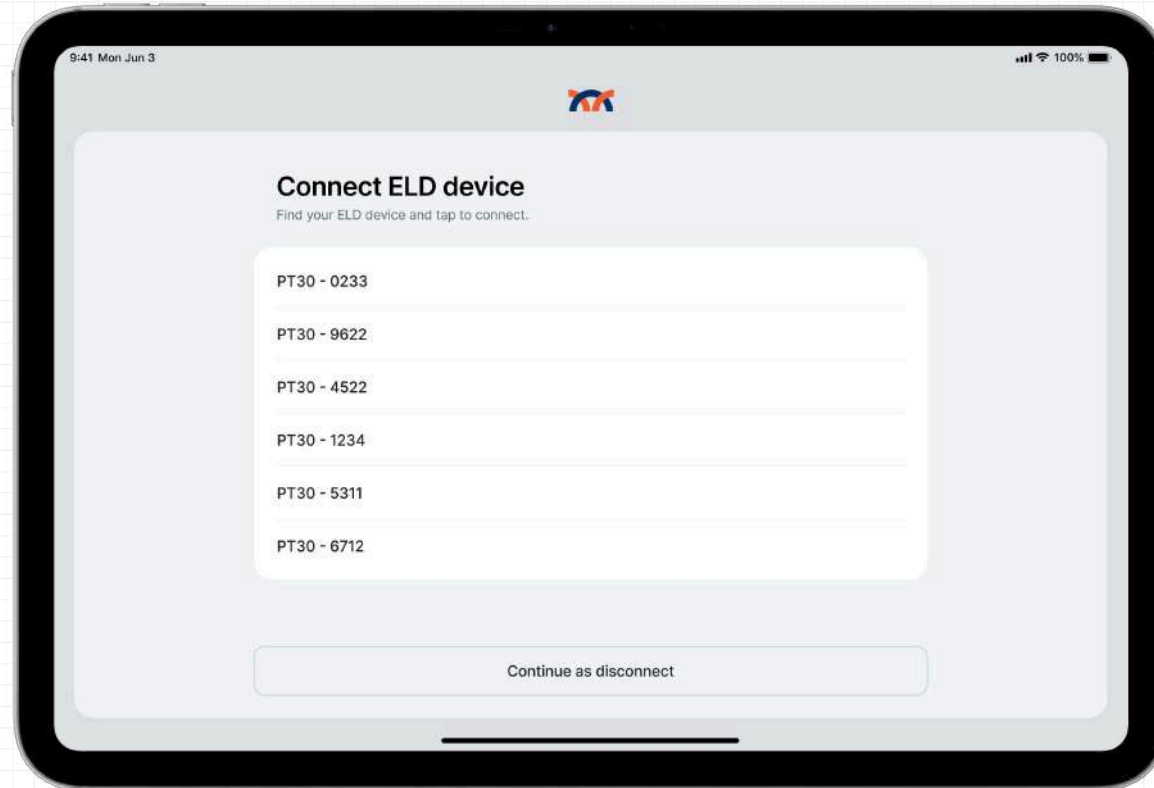 9:41 Mon Jun 3
100%
Connect ELD device
Find your ELD device and tap to connect.
PT30 - 0233
PT30 - 9622
PT30 - 4522
PT30 - 1234
PT30 - 5311
PT30 - 6712
Continue as disconnect